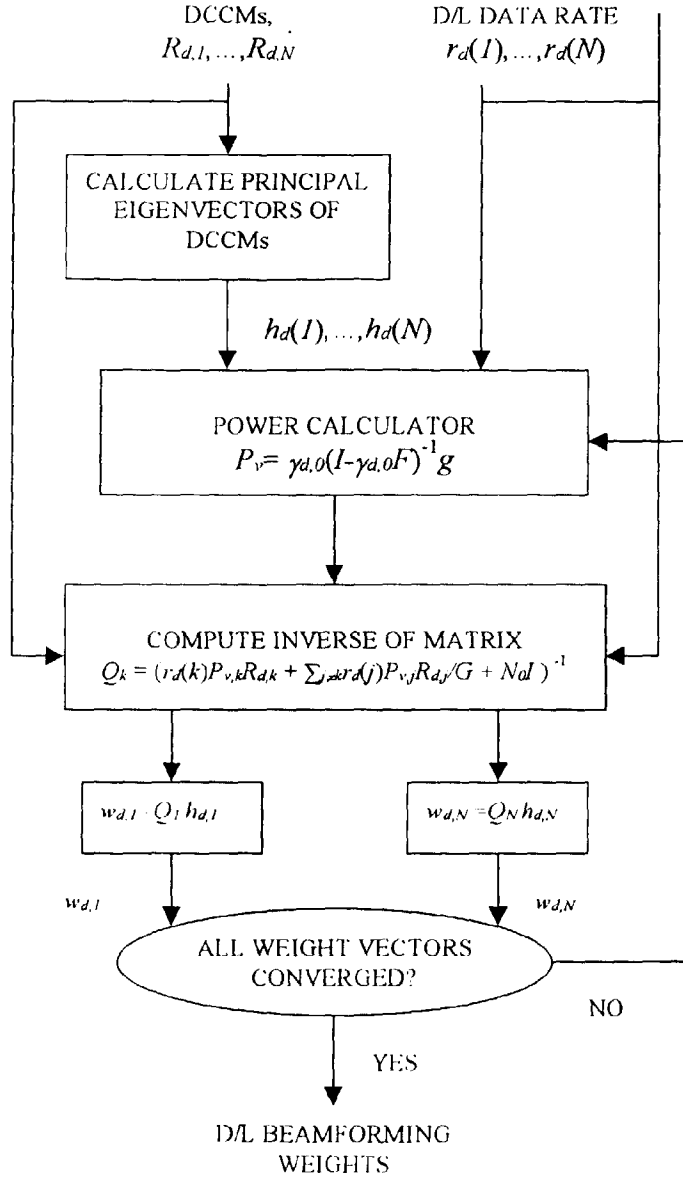 DCCMs,
R_{d,1},...,R_{d,N}
D/L DATA RATE
r_d(1),...,r_d(N)
CALCULATE PRINCIPAL
EIGENVECTORS OF
DCCMs
h_d(1),...,h_d(N)
POWER CALCULATOR
P_v = γ_{d,0}(I-γ_{d,0}F)^{-1}g
COMPUTE INVERSE OF MATRIX
Q_k = (r_d(k)P_{v,k}R_{d,k} + ∑_{j≠k}r_d(j)P_{v,j}R_{d,j}/G + N_0I)^{-1}
w_{d,1} Q_1 h_{d,1}
w_{d,N} = Q_N h_{d,N}
w_{d,1}
w_{d,N}
ALL WEIGHT VECTORS
CONVERGED?
NO
YES
D/L BEAMFORMING
WEIGHTS